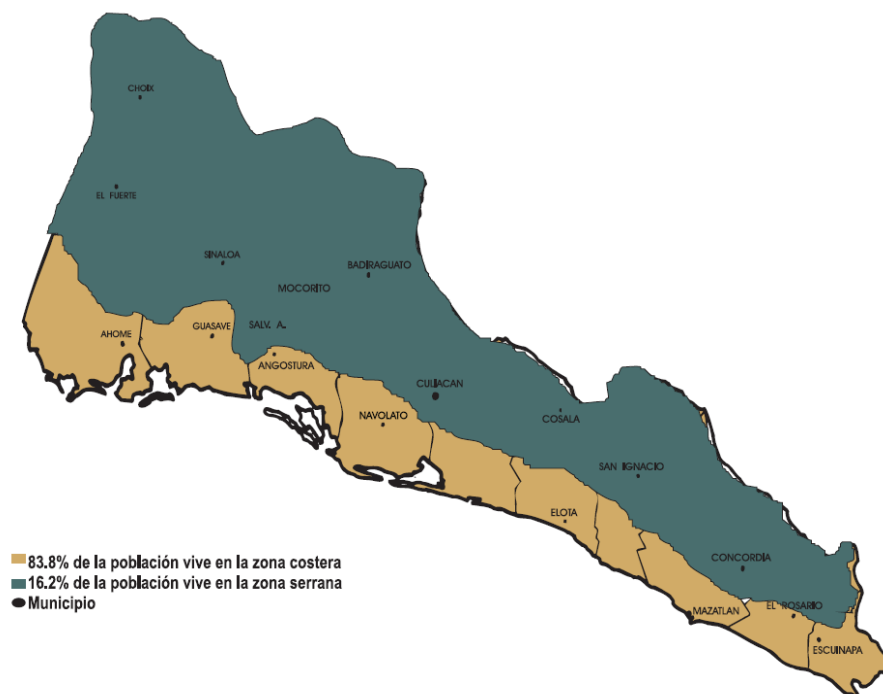 CHOIX
EL FUERTE
SINALOA
BADIRAGUATO
MOCORITO
SALV. A.
GUASAVE
AHOME
ANGOSTURA
CULIACAN
NAVOLATO
COSALA
SAN IGNACIO
ELOTA
CONCORDIA
MAZATLAN
EL ROSARIO
ESCUINAPA
83.8% de la población vive en la zona costera
16.2% de la población vive en la zona serrana
Municipio